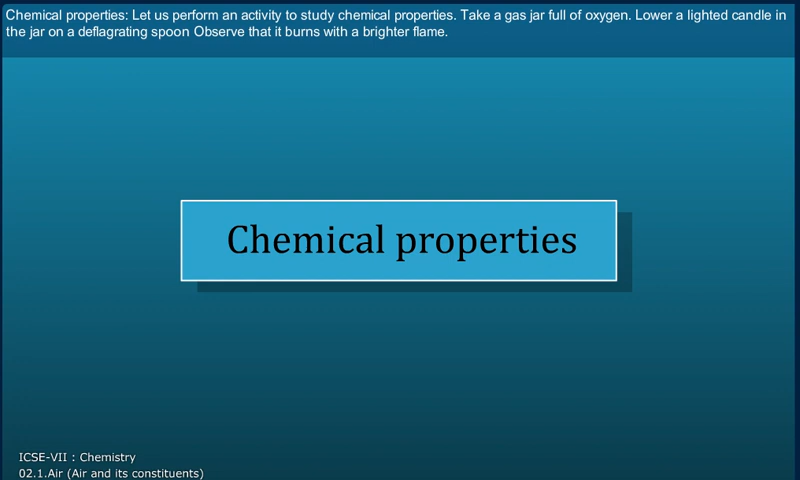 Chemical properties: Let us perform an activity to study chemical properties. Take a gas jar full of oxygen. Lower a lighted candle in
the jar on a deflagrating spoon Observe that it burns with a brighter flame.
Chemical properties
ICSE-VII : Chemistry
02.1.Air (Air and its constituents)